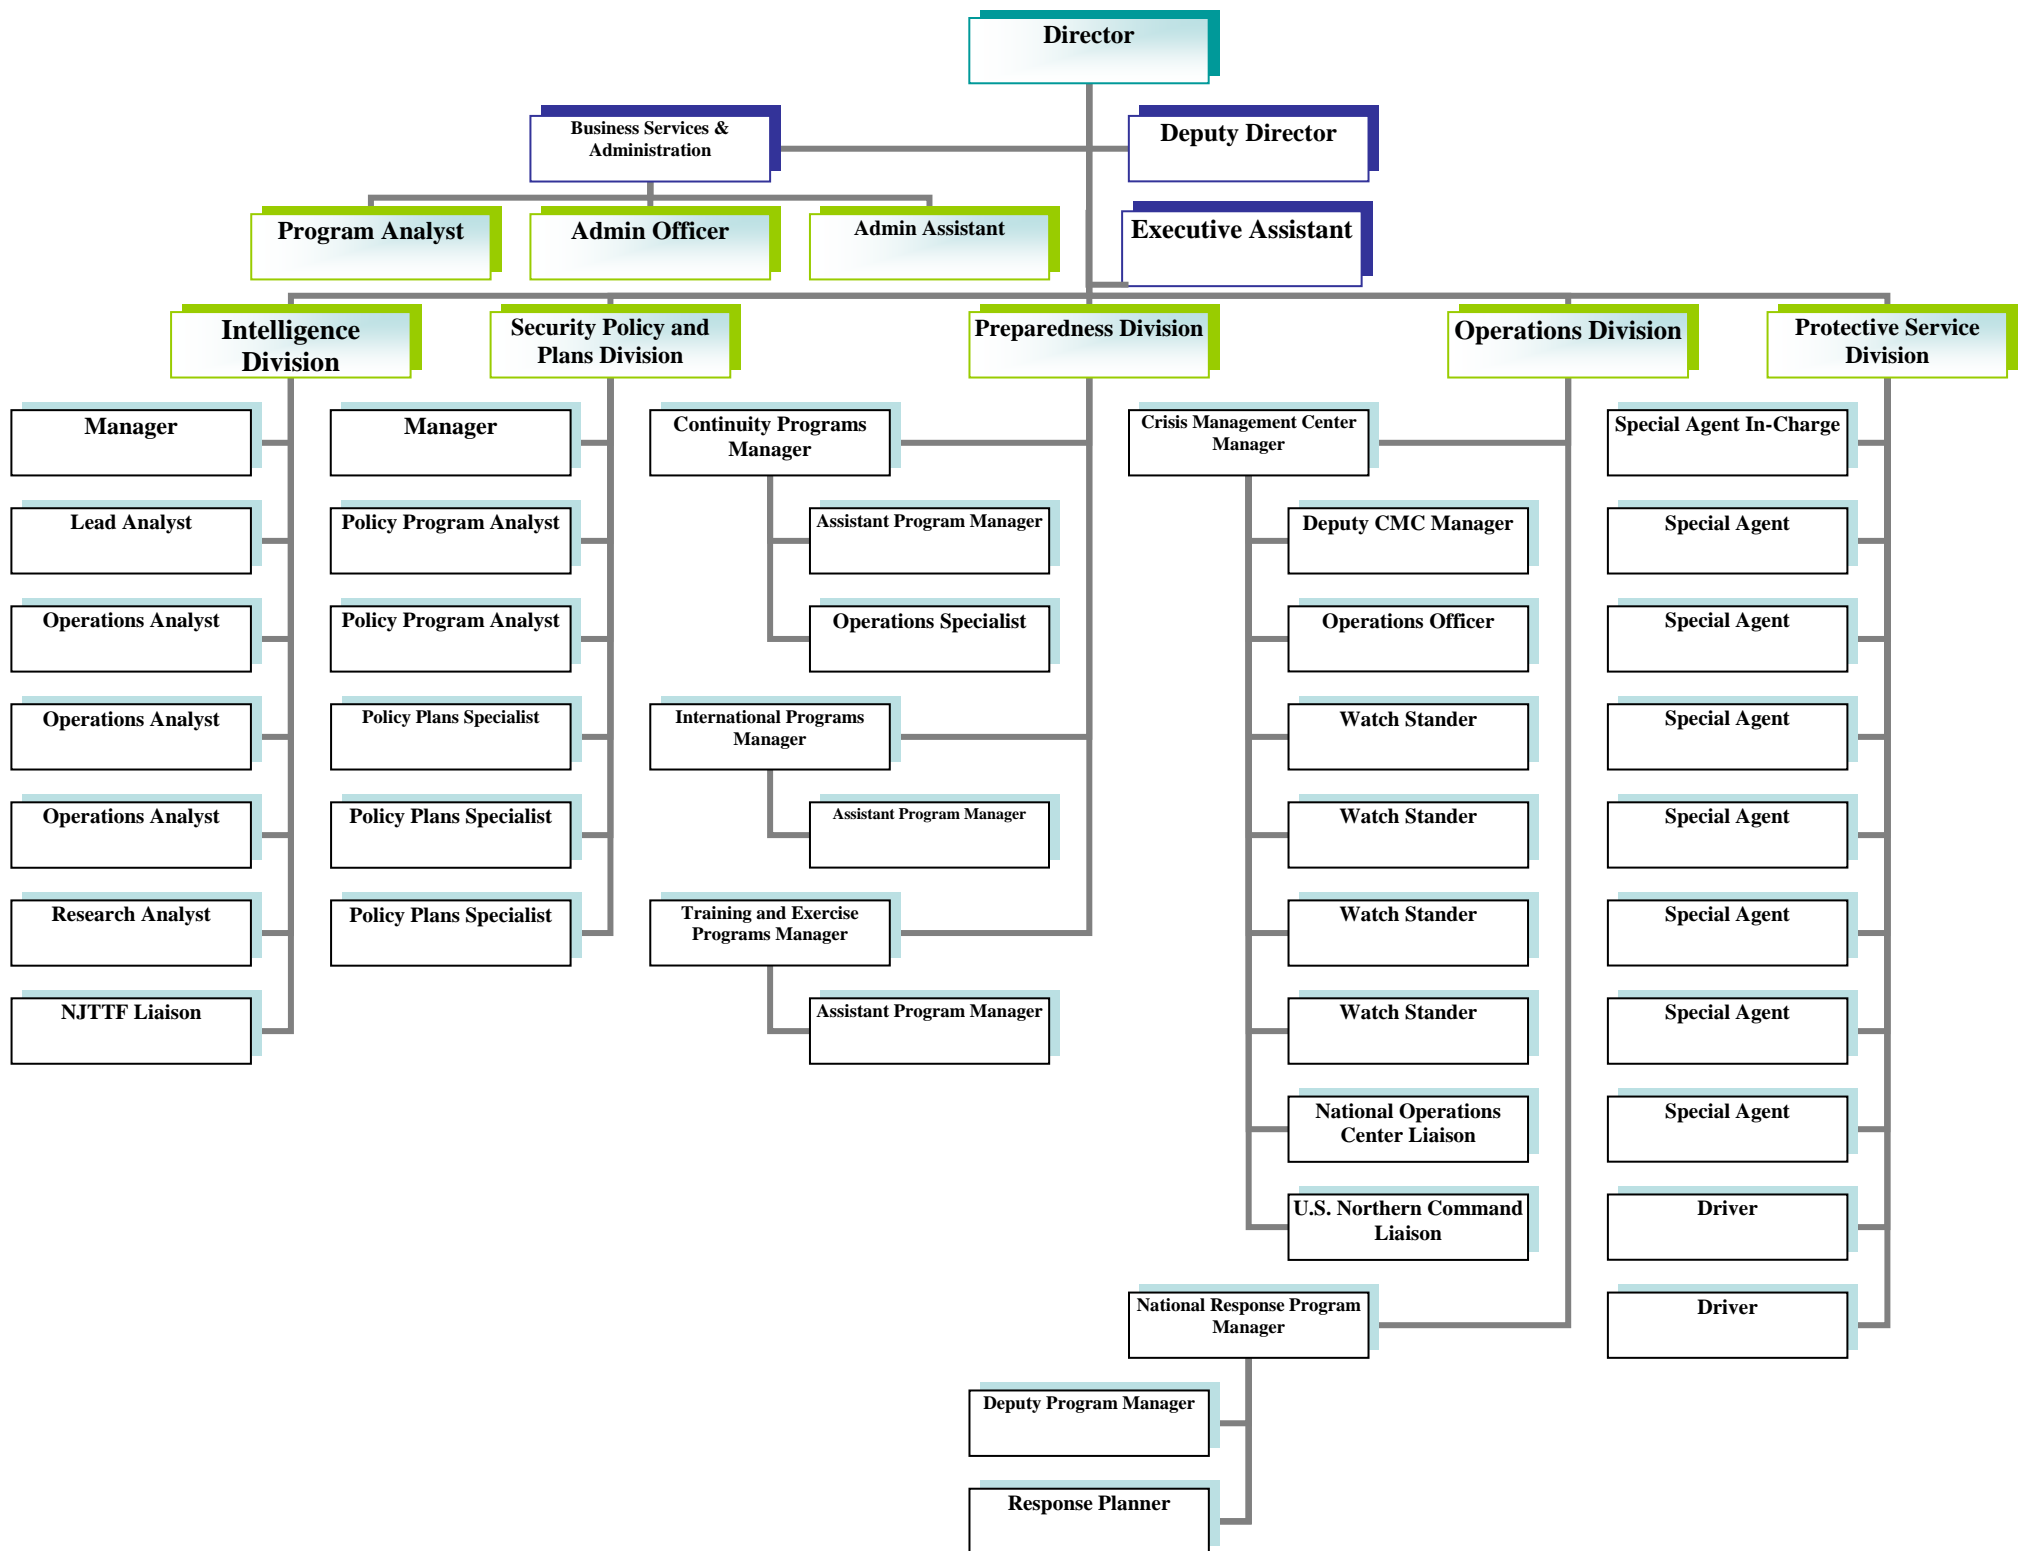 Director
Business Services &
Administration
Deputy Director
Program Analyst
Admin Officer
Admin Assistant
Executive Assistant
Intelligence
Division
Security Policy and
Plans Division
Preparedness Division
Operations Division
Protective Service
Division
Manager
Lead Analyst
Operations Analyst
Operations Analyst
Operations Analyst
Research Analyst
NJTTF Liaison
Manager
Policy Program Analyst
Policy Program Analyst
Policy Plans Specialist
Policy Plans Specialist
Policy Plans Specialist
Continuity Programs
Manager
Assistant Program Manager
Operations Specialist
International Programs
Manager
Assistant Program Manager
Training and Exercise
Programs Manager
Assistant Program Manager
Crisis Management Center
Manager
Deputy CMC Manager
Operations Officer
Watch Stander
Watch Stander
Watch Stander
Watch Stander
National Operations
Center Liaison
U.S. Northern Command
Liaison
National Response Program
Manager
Deputy Program Manager
Response Planner
Special Agent In-Charge
Special Agent
Special Agent
Special Agent
Special Agent
Special Agent
Special Agent
Special Agent
Driver
Driver